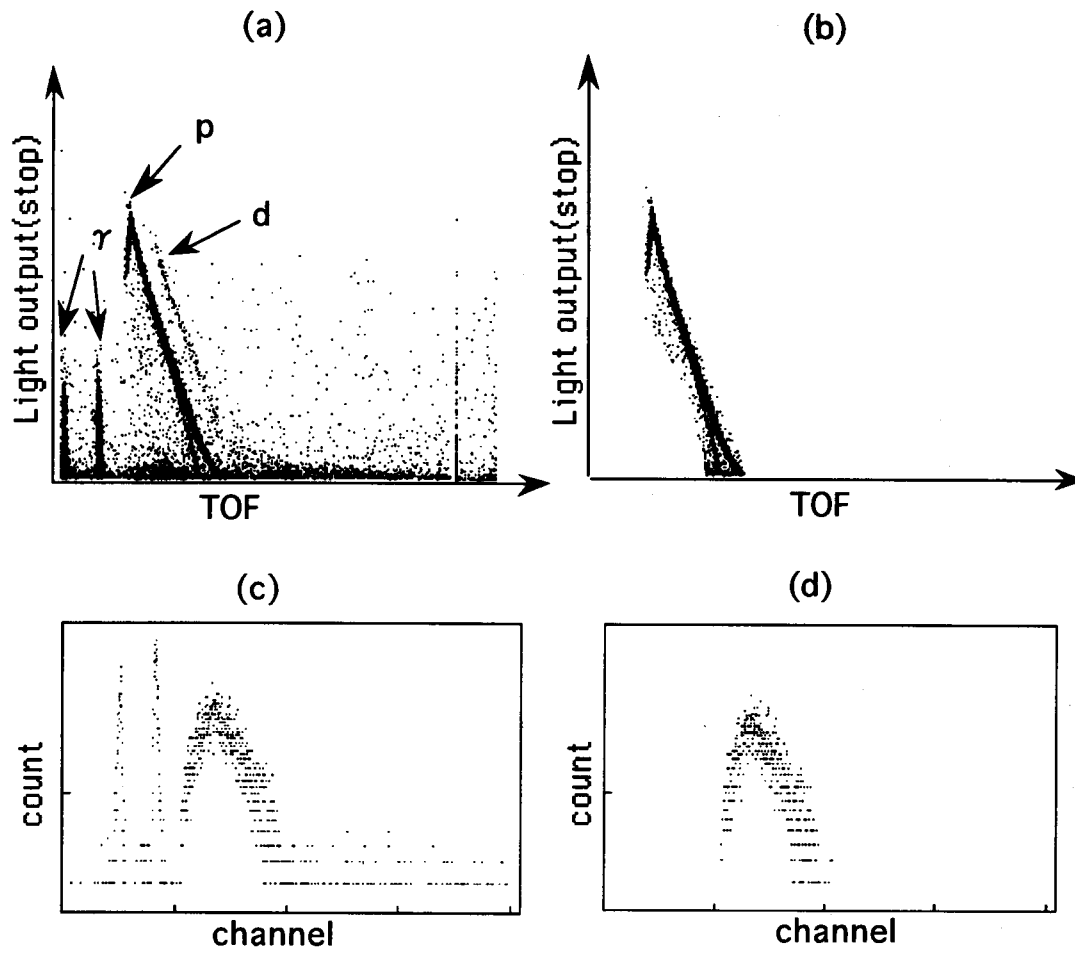 (a)
(b)
Light output(stop)
p
d
γ
TOF
Light output(stop)
TOF
(c)
(d)
count
channel
count
channel